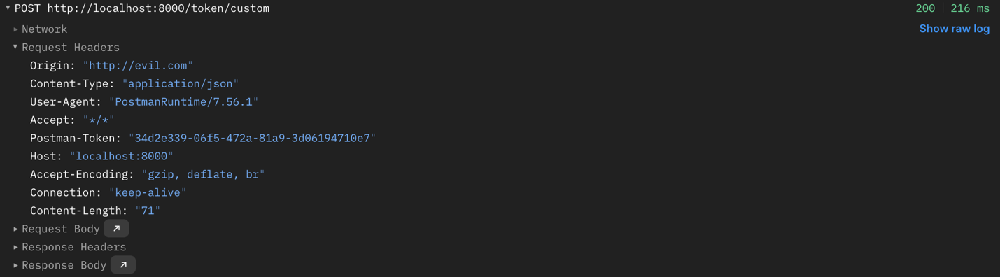 POST http://localhost:8000/token/custom 200 216 ms
Network Show raw log
Request Headers
Origin: "http://evil.com"
Content-Type: "application/json"
User-Agent: "PostmanRuntime/7.56.1"
Accept: "*/*"
Postman-Token: "34d2e339-06f5-472a-81a9-3d06194710e7"
Host: "localhost:8000"
Accept-Encoding: "gzip, deflate, br"
Connection: "keep-alive"
Content-Length: "71"
Request Body
Response Headers
Response Body